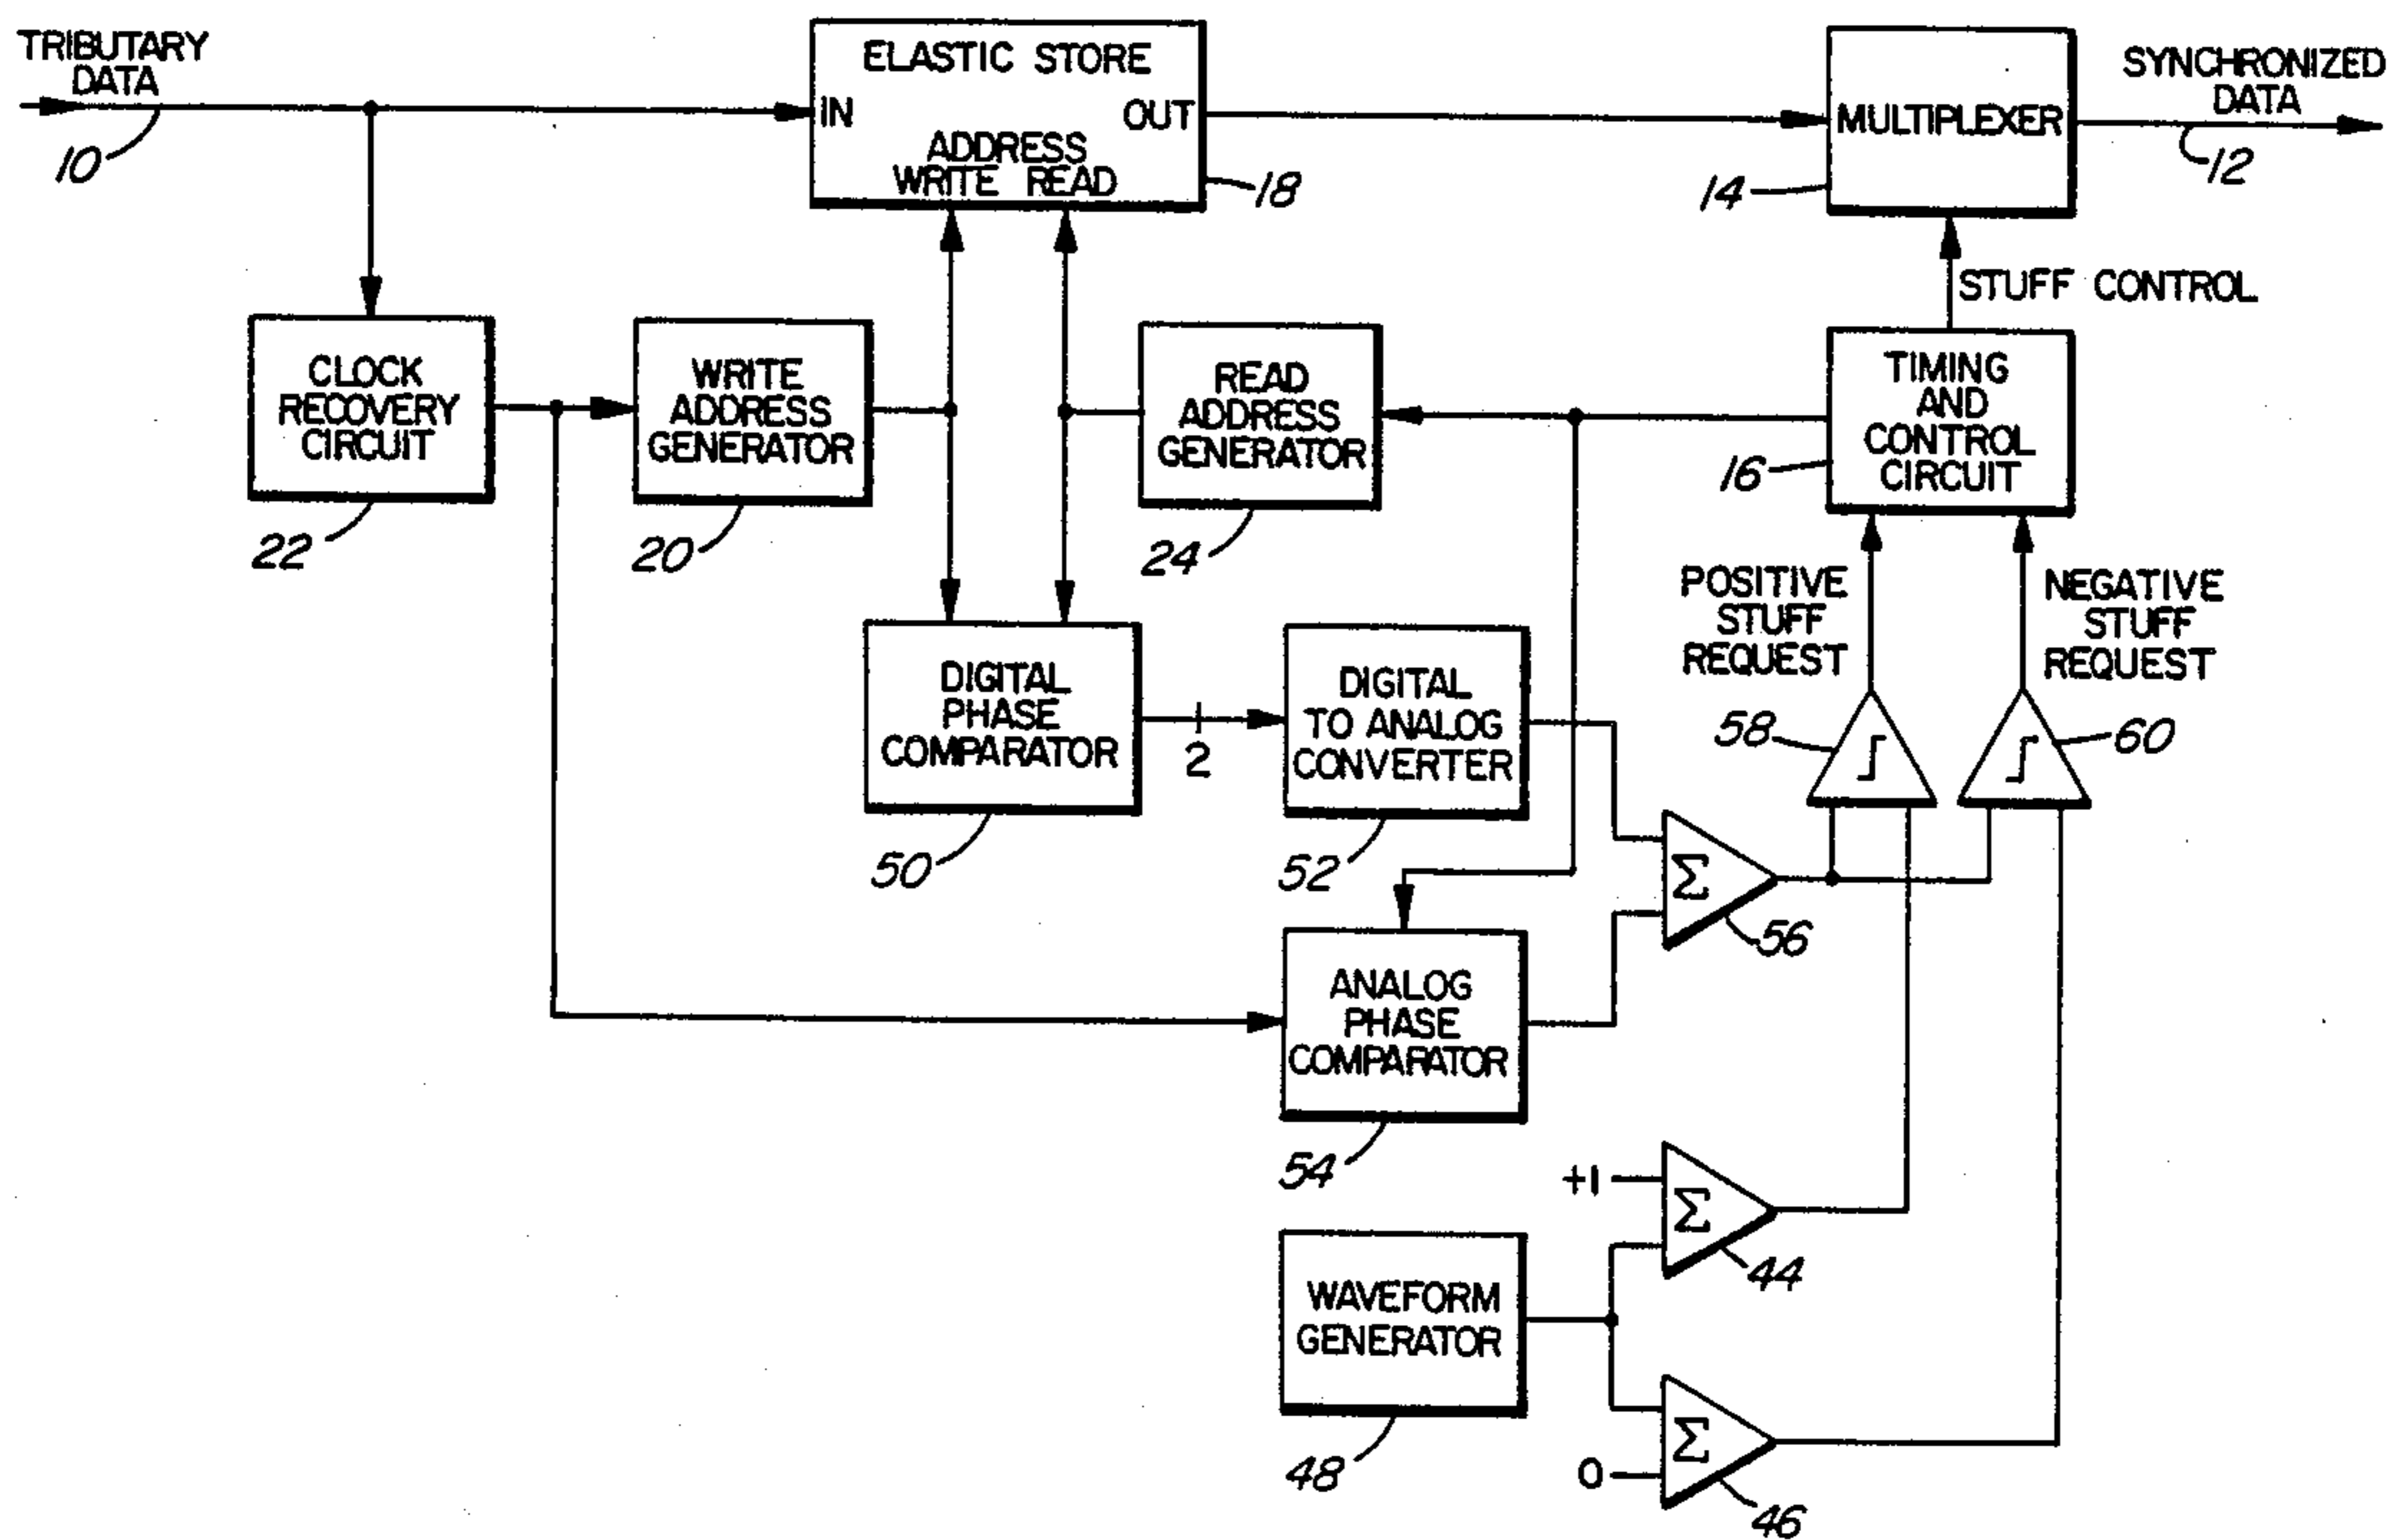 TRIBUTARY
DATA
10
ELASTIC STORE
IN
OUT
ADDRESS
WRITE READ
18
MULTIPLEXER
14
SYNCHRONIZED
DATA
12
STUFF CONTROL
CLOCK
RECOVERY
CIRCUIT
22
WRITE
ADDRESS
GENERATOR
20
READ
ADDRESS
GENERATOR
24
TIMING
AND
CONTROL
CIRCUIT
16
POSITIVE
STUFF
REQUEST
NEGATIVE
STUFF
REQUEST
DIGITAL
PHASE
COMPARATOR
50
2
DIGITAL
TO ANALOG
CONVERTER
52
58
60
Σ
56
ANALOG
PHASE
COMPARATOR
54
+1
Σ
44
WAVEFORM
GENERATOR
48
0
Σ
46